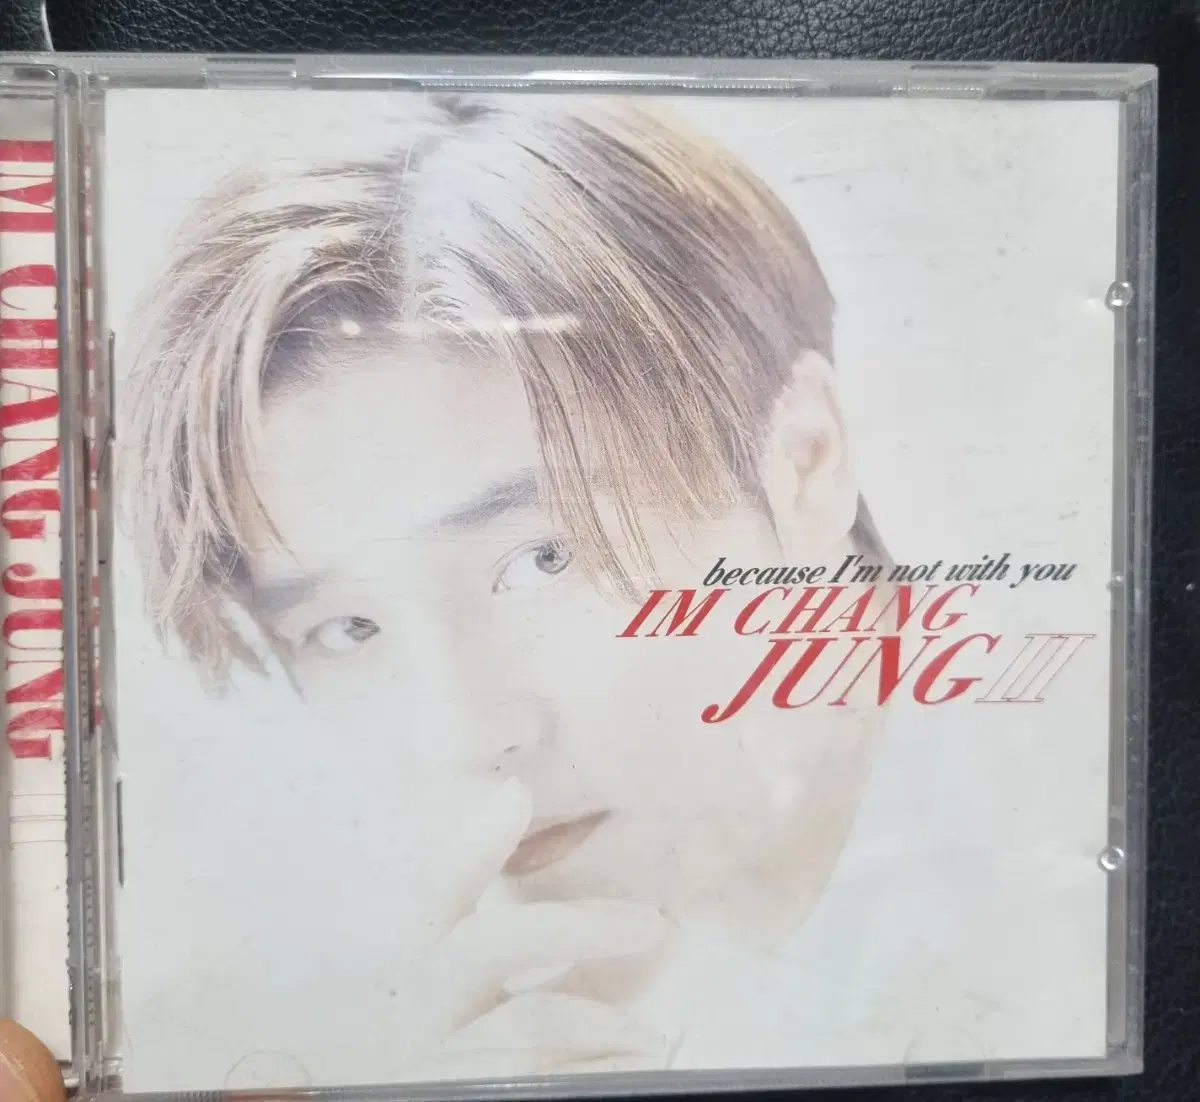 IM CHANG JUNG III
because I'm not with you
IM CHANG
JUNG III